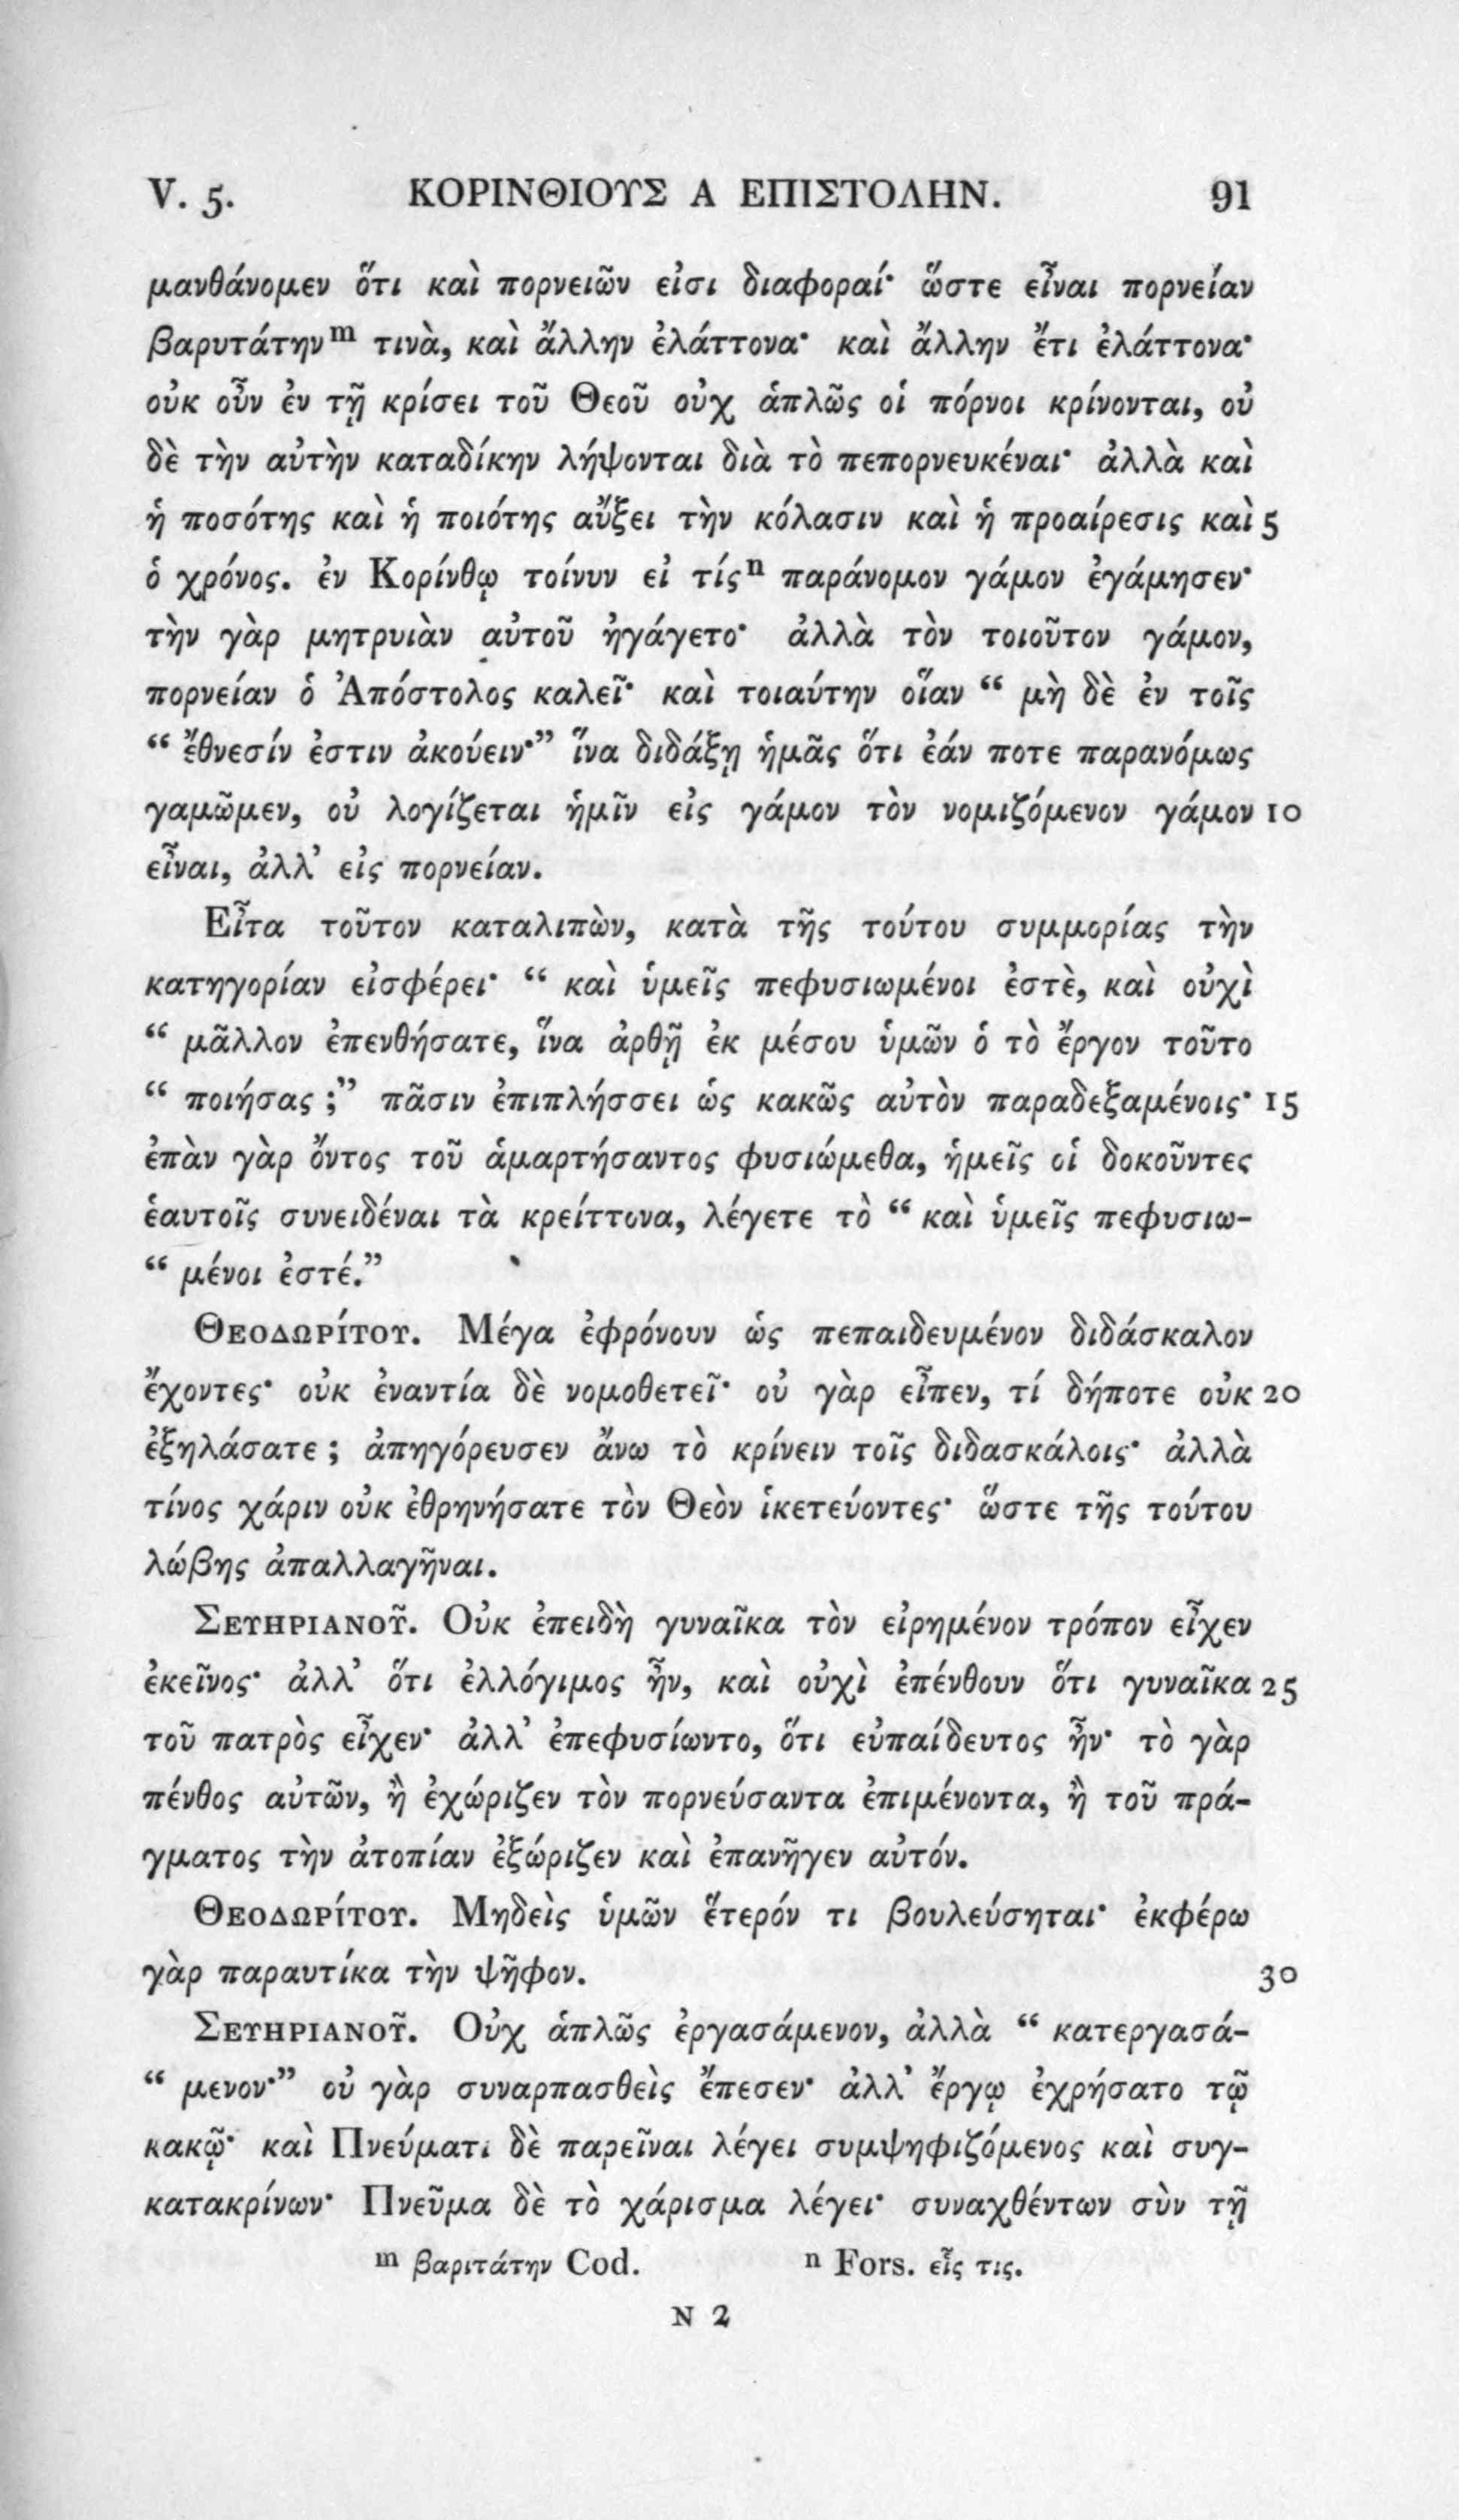 V. 5. ΚΟΡΙΝΘΙΟΥΣ Α ΕΠΙΣΤΟΛΗΝ. 91
μανθάνομεν ὅτι καὶ πορνειῶν εἰσι διαφοραί· ὥστε εἶναι πορνείαν
βαρυτάτην m τινὰ, καὶ ἄλλην ἐλάττονα· καὶ ἄλλην ἔτι ἐλάττονα·
οὐκ οὖν ἐν τῇ κρίσει τοῦ Θεοῦ οὐχ ἁπλῶς οἱ πόρνοι κρίνονται, οὐ
δὲ τὴν αὐτὴν καταδίκην λήψονται διὰ τὸ πεπορνευκέναι· ἀλλὰ καὶ
ἡ ποσότης καὶ ἡ ποιότης αὔξει τὴν κόλασιν καὶ ἡ προαίρεσις καὶ 5
ὁ χρόνος. ἐν Κορίνθῳ τοίνυν εἰ τίς n παράνομον γάμον ἐγάμησεν·
τὴν γὰρ μητρυιὰν αὐτοῦ ἠγάγετο· ἀλλὰ τὸν τοιοῦτον γάμον,
πορνείαν ὁ Ἀπόστολος καλεῖ· καὶ τοιαύτην οἵαν “ μὴ δὲ ἐν τοῖς
“ ἔθνεσίν ἐστιν ἀκούειν·” ἵνα διδάξῃ ἡμᾶς ὅτι ἐάν ποτε παρανόμως
γαμῶμεν, οὐ λογίζεται ἡμῖν εἰς γάμον τὸν νομιζόμενον γάμον 10
εἶναι, ἀλλ’ εἰς πορνείαν.
Εἶτα τοῦτον καταλιπὼν, κατὰ τῆς τούτου συμμορίας τὴν
κατηγορίαν εἰσφέρει· “ καὶ ὑμεῖς πεφυσιωμένοι ἐστὲ, καὶ οὐχὶ
“ μᾶλλον ἐπενθήσατε, ἵνα ἀρθῇ ἐκ μέσου ὑμῶν ὁ τὸ ἔργον τοῦτο
“ ποιήσας ;” πᾶσιν ἐπιπλήσσει ὡς κακῶς αὐτὸν παραδεξαμένοις· 15
ἐπὰν γὰρ ὄντος τοῦ ἁμαρτήσαντος φυσιώμεθα, ἡμεῖς οἱ δοκοῦντες
ἑαυτοῖς συνειδέναι τὰ κρείττονα, λέγετε τὸ “ καὶ ὑμεῖς πεφυσιω-
“ μένοι ἐστέ.”
Θεοδωρίτου. Μέγα ἐφρόνουν ὡς πεπαιδευμένον διδάσκαλον
ἔχοντες· οὐκ ἐναντία δὲ νομοθετεῖ· οὐ γὰρ εἶπεν, τί δήποτε οὐκ 20
ἐξηλάσατε ; ἀπηγόρευσεν ἄνω τὸ κρίνειν τοῖς διδασκάλοις· ἀλλὰ
τίνος χάριν οὐκ ἐθρηνήσατε τὸν Θεὸν ἱκετεύοντες· ὥστε τῆς τούτου
λώβης ἀπαλλαγῆναι.
Σευηριανοῦ. Οὐκ ἐπειδὴ γυναῖκα τὸν εἰρημένον τρόπον εἶχεν
ἐκεῖνος· ἀλλ’ ὅτι ἐλλόγιμος ἦν, καὶ οὐχὶ ἐπένθουν ὅτι γυναῖκα 25
τοῦ πατρὸς εἶχεν· ἀλλ’ ἐπεφυσίωντο, ὅτι εὐπαίδευτος ἦν· τὸ γὰρ
πένθος αὐτῶν, ἢ ἐχώριζεν τὸν πορνεύσαντα ἐπιμένοντα, ἢ τοῦ πρά-
γματος τὴν ἀτοπίαν ἐξώριζεν καὶ ἐπανῆγεν αὐτόν.
Θεοδωρίτου. Μηδεὶς ὑμῶν ἕτερόν τι βουλεύσηται· ἐκφέρω
γὰρ παραυτίκα τὴν ψῆφον. 30
Σευηριανοῦ. Οὐχ ἁπλῶς ἐργασάμενον, ἀλλὰ “ κατεργασά-
“ μενον·” οὐ γὰρ συναρπασθεὶς ἔπεσεν· ἀλλ’ ἔργῳ ἐχρήσατο τῷ
κακῷ· καὶ Πνεύματι δὲ παρεῖναι λέγει συμψηφιζόμενος καὶ συγ-
κατακρίνων· Πνεῦμα δὲ τὸ χάρισμα λέγει· συναχθέντων σὺν τῇ
m βαριτάτην Cod. n Fors. εἷς τις.
N 2